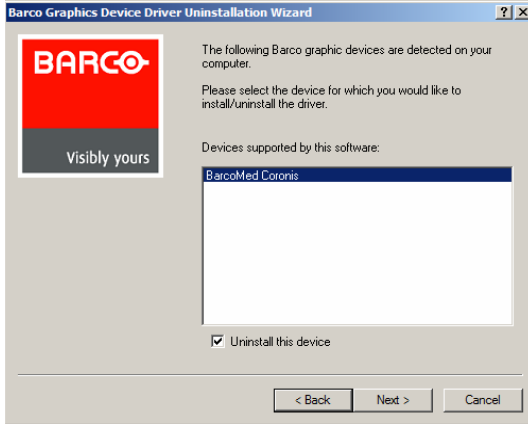 Barco Graphics Device Driver Uninstallation Wizard
BARCO
Visibly yours
The following Barco graphic devices are detected on your
computer.
Please select the device for which you would like to
install/uninstall the driver.
Devices supported by this software:
BarcoMed Coronis
Uninstall this device
< Back
Next >
Cancel